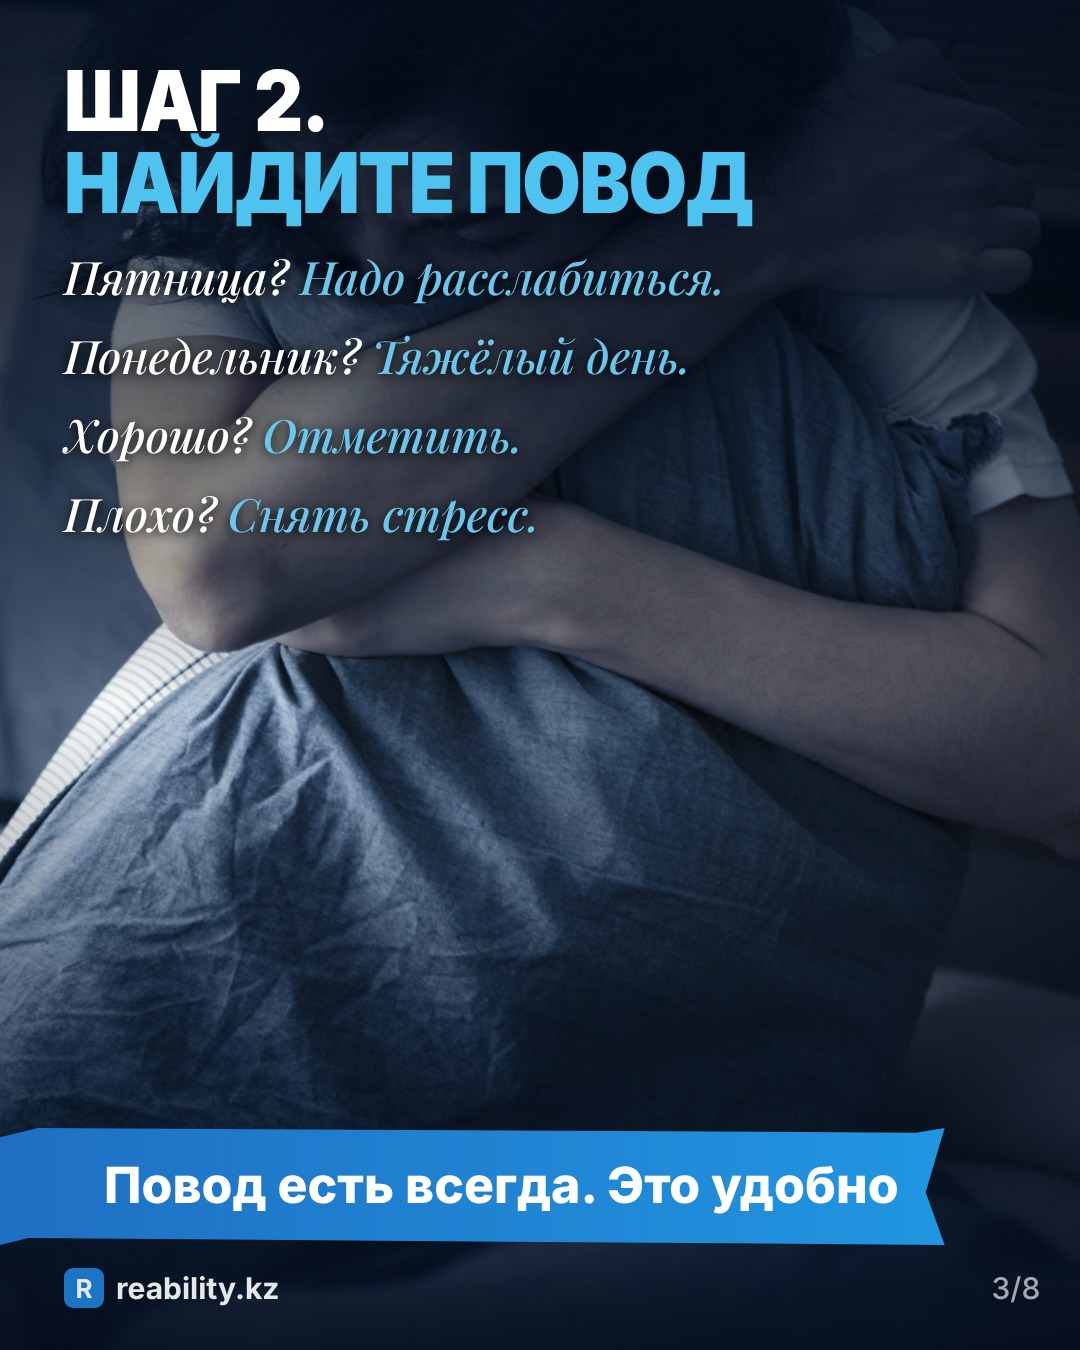 ШАГ 2.
НАЙДИТЕ ПОВОД
Пятница? Надо расслабиться.
Понедельник? Тяжёлый день.
Хорошо? Отметить.
Плохо? Снять стресс.
Повод есть всегда. Это удобно
R reability.kz
3/8